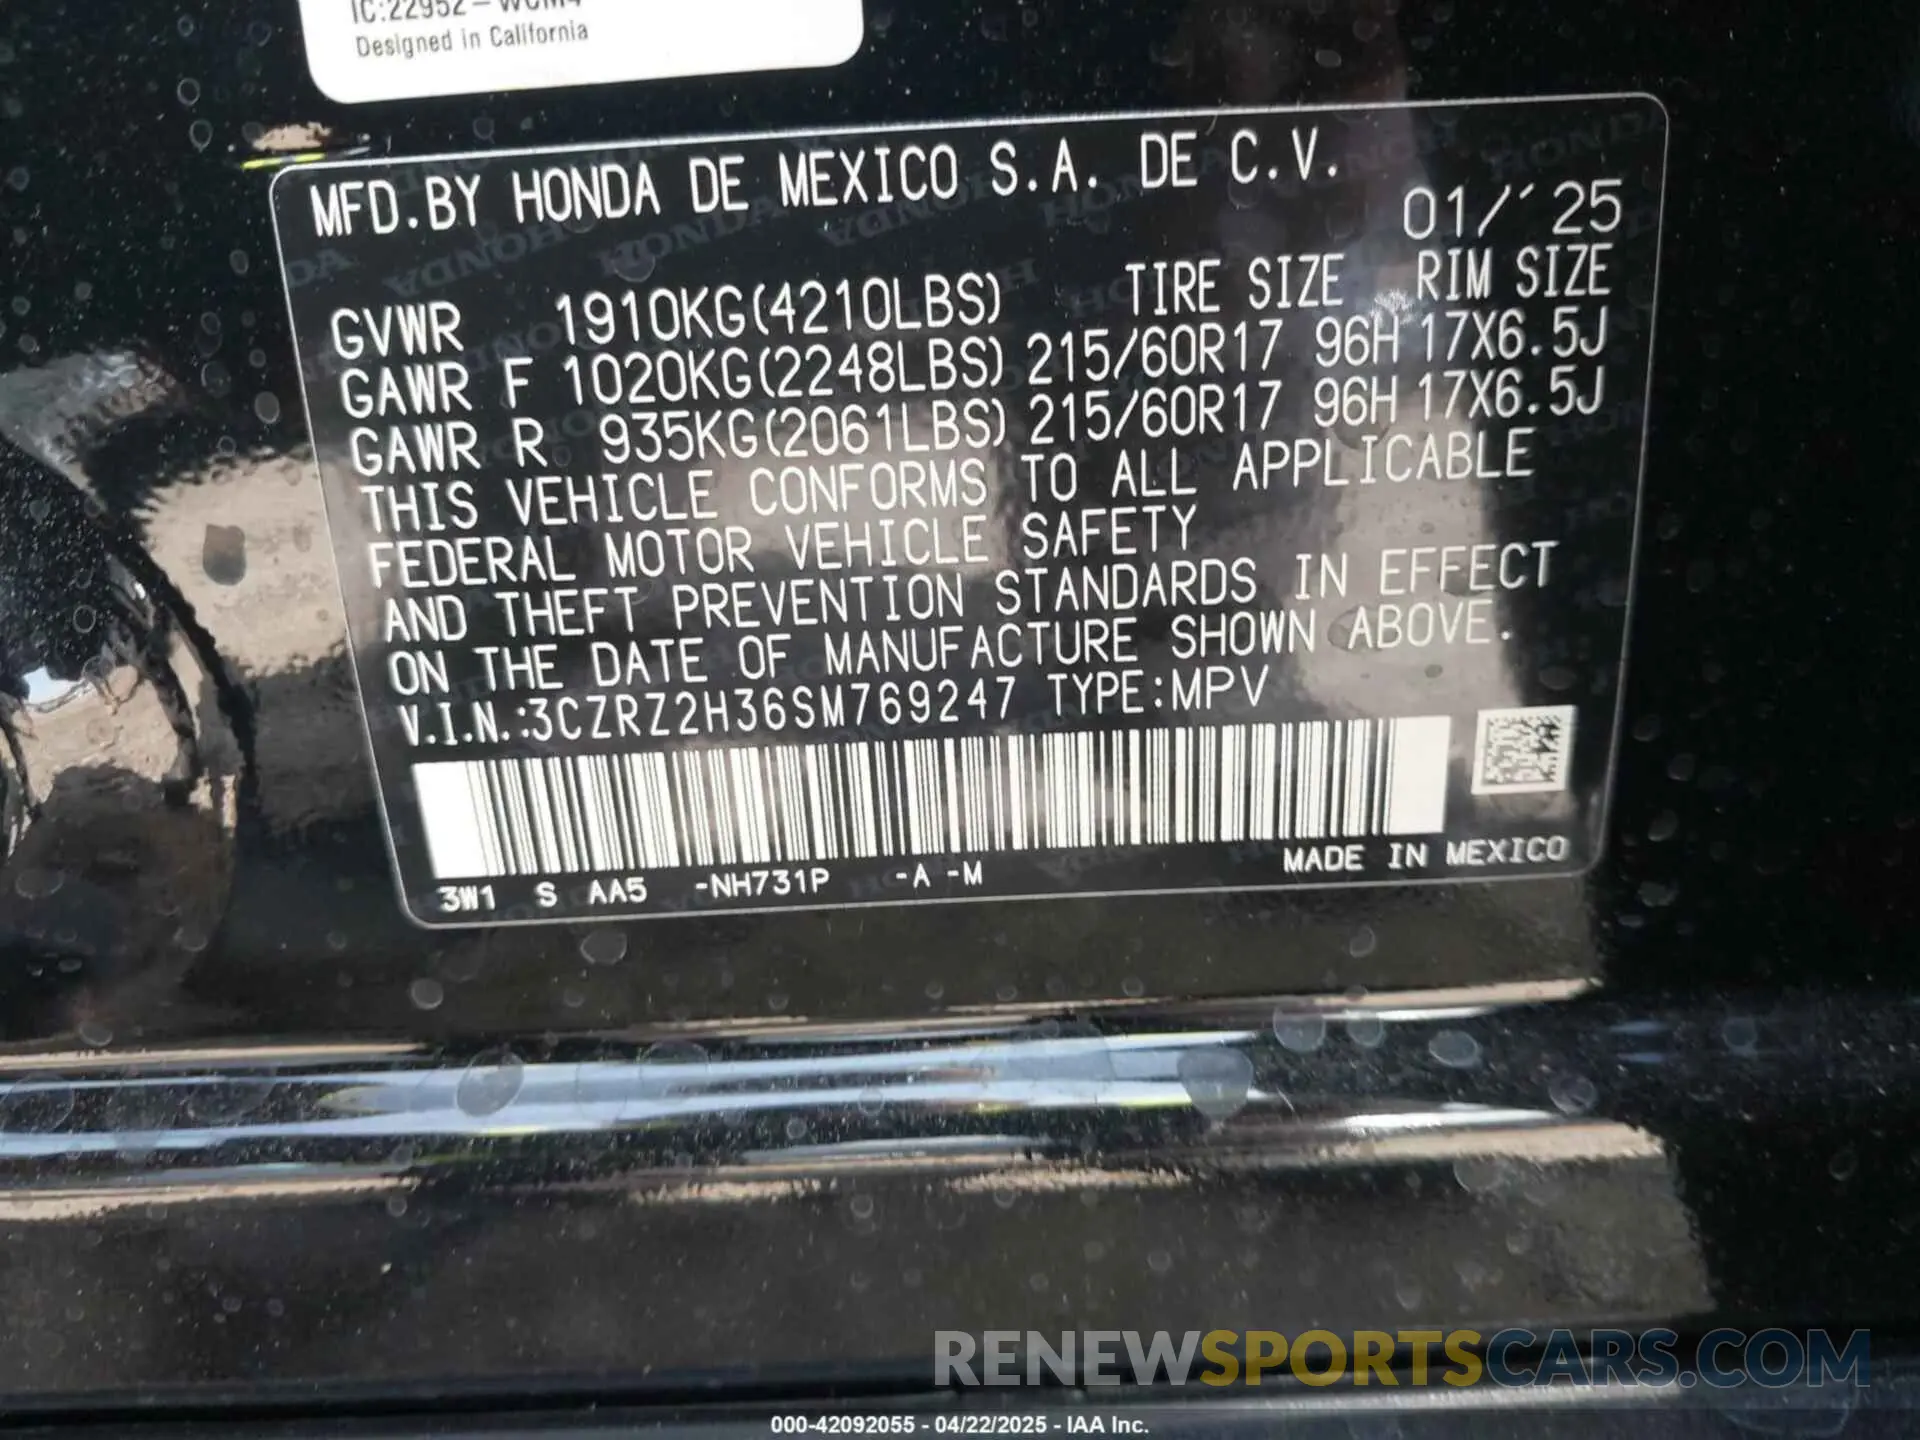 IC:22952-WCM4
Designed in California
MFD.BY HONDA DE MEXICO S.A. DE C.V.
01/'25
GVWR 1910KG(4210LBS) TIRE SIZE RIM SIZE
GAWR F 1020KG(2248LBS) 215/60R17 96H 17X6.5J
GAWR R 935KG(2061LBS) 215/60R17 96H 17X6.5J
THIS VEHICLE CONFORMS TO ALL APPLICABLE
FEDERAL MOTOR VEHICLE SAFETY
AND THEFT PREVENTION STANDARDS IN EFFECT
ON THE DATE OF MANUFACTURE SHOWN ABOVE.
V.I.N.:3CZRZ2H36SM769247 TYPE:MPV
3W1 S AA5 -NH731P -A -M MADE IN MEXICO
RENEWSPORTSCARS.COM
000-42092055 - 04/22/2025 - IAA Inc.